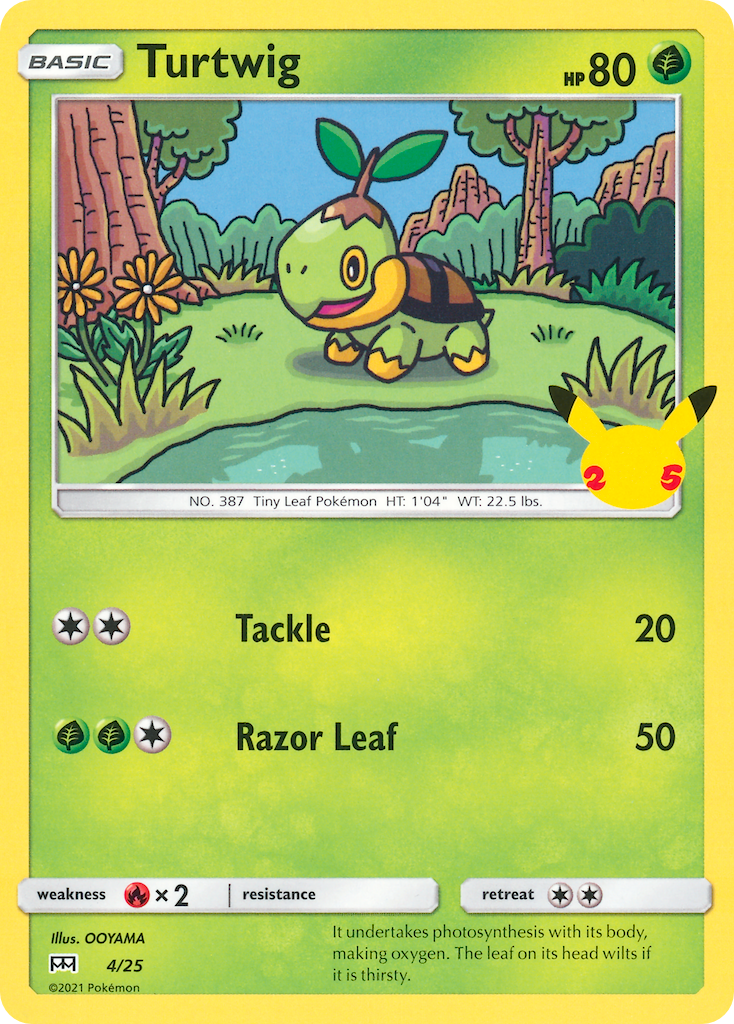 BASIC Turtwig HP 80
NO. 387 Tiny Leaf Pokémon HT: 1'04" WT: 22.5 lbs.
25
Tackle 20
Razor Leaf 50
weakness ×2 resistance retreat
Illus. OOYAMA
4/25
©2021 Pokémon
It undertakes photosynthesis with its body,
making oxygen. The leaf on its head wilts if
it is thirsty.